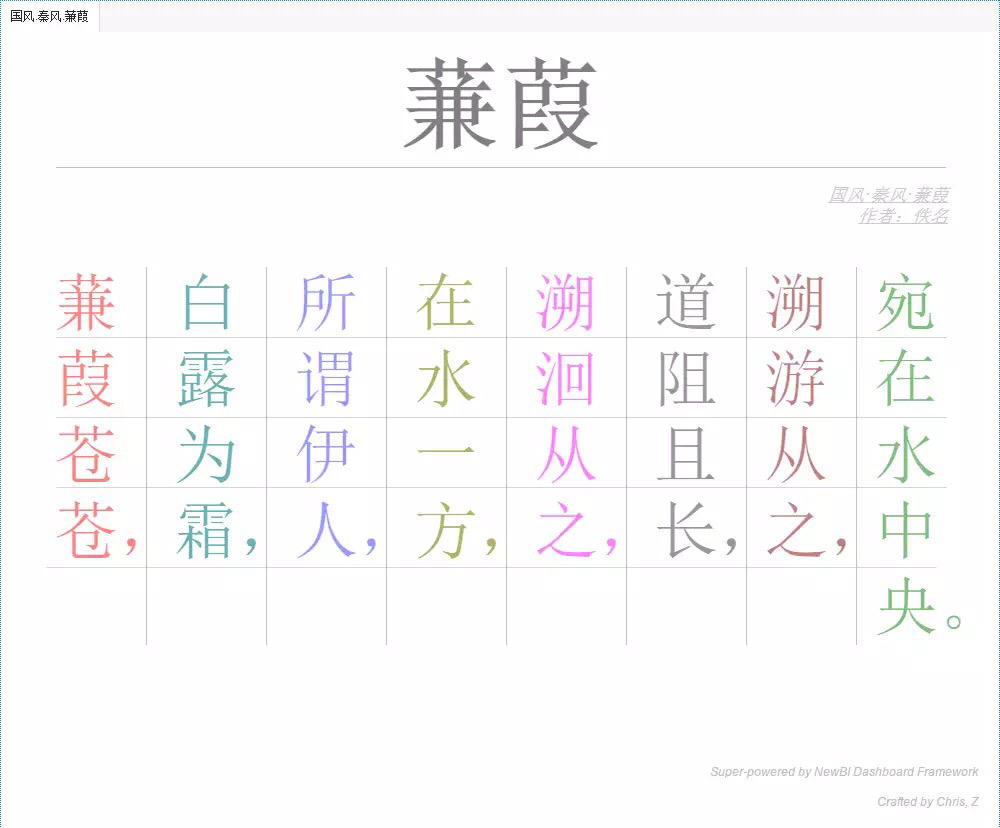 国风.秦风.蒹葭
蒹葭
国风·秦风·蒹葭
作者：佚名
蒹葭苍苍，
白露为霜，
所谓伊人，
在水一方，
溯洄从之，
道阻且长，
溯游从之，
宛在水中央。
Super-powered by NewBI Dashboard Framework
Crafted by Chris, Z